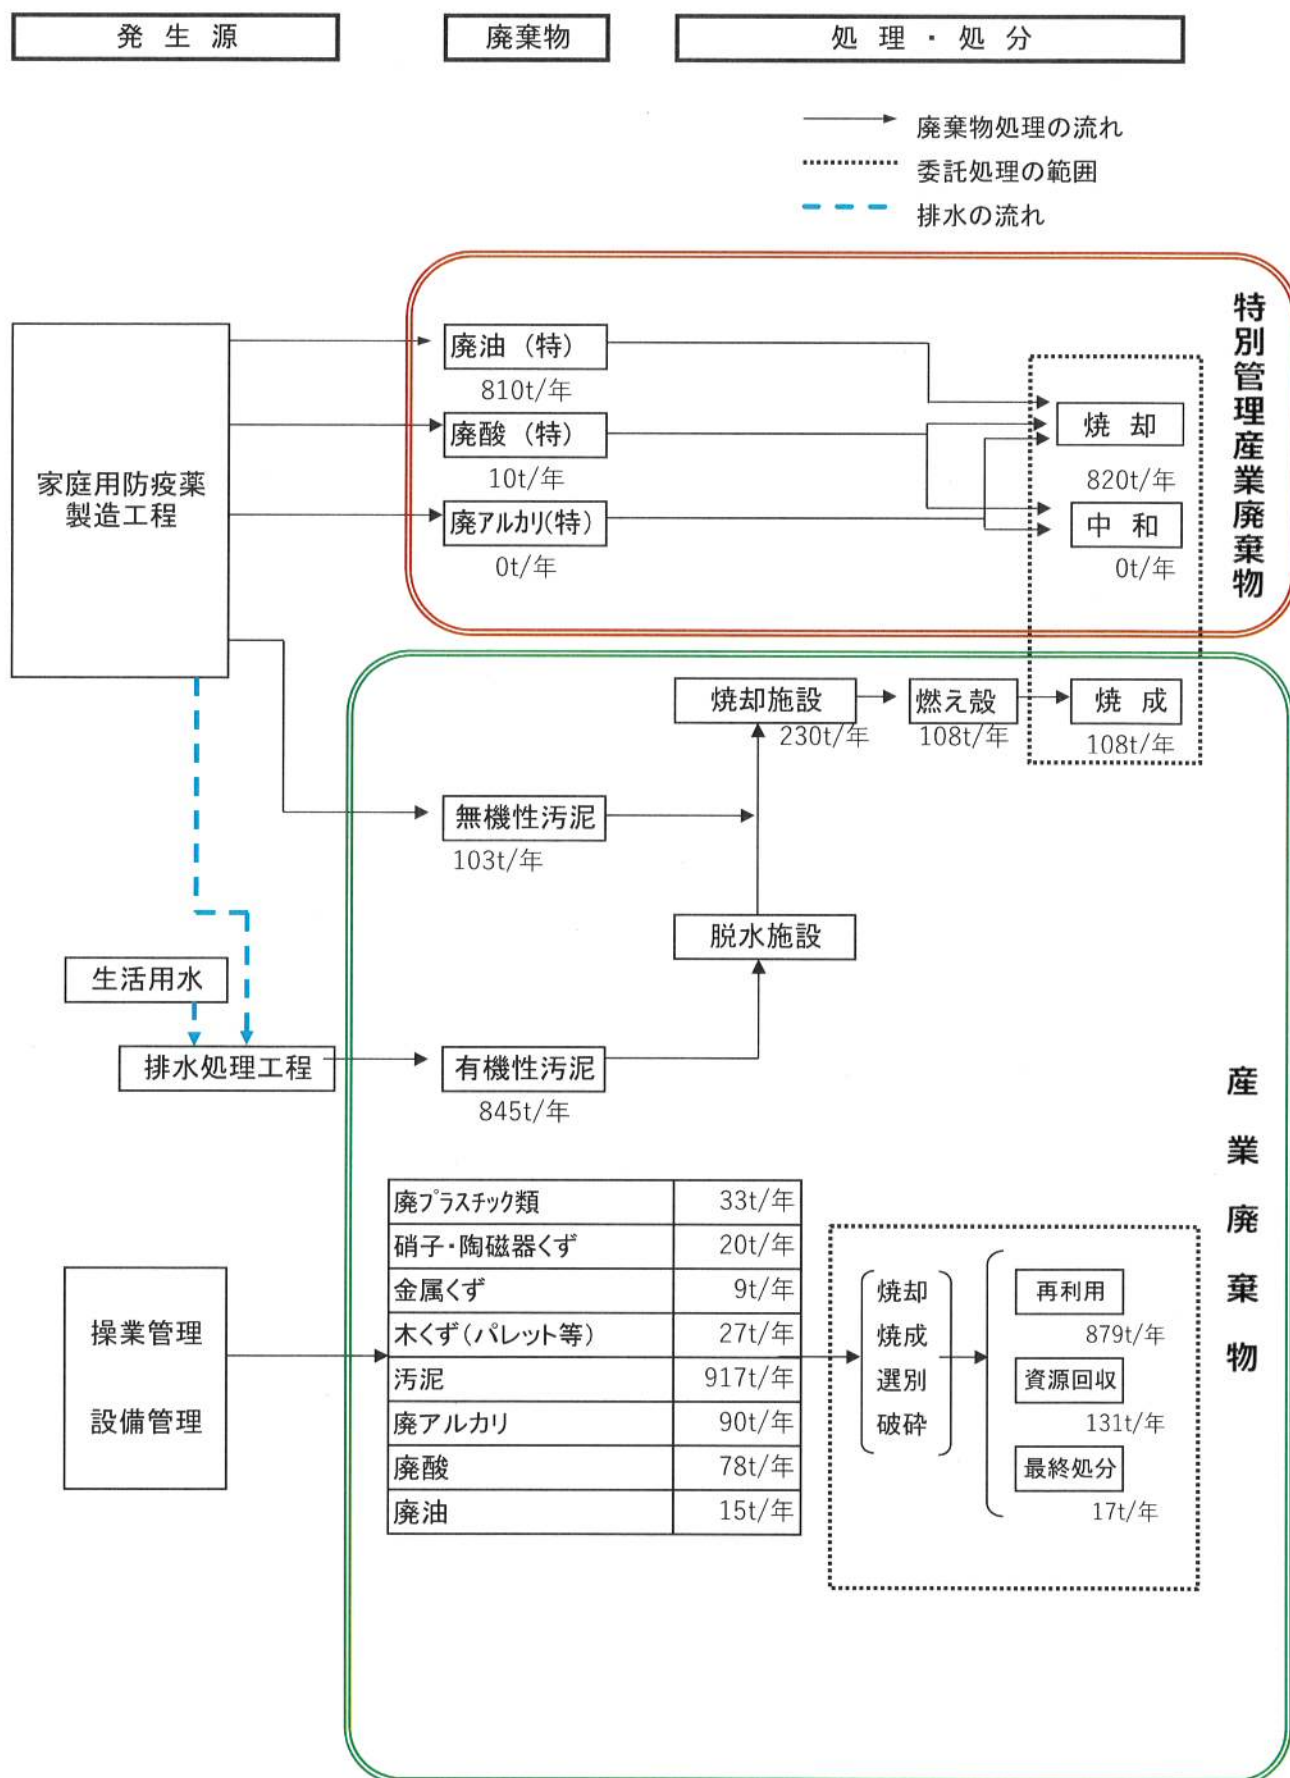 発 生 源
廃棄物
処 理 ・ 処 分
廃棄物処理の流れ
委託処理の範囲
排水の流れ
特別管理産業廃棄物
家庭用防疫薬
製造工程
廃油 (特)
810t/年
廃酸 (特)
10t/年
廃アルカリ(特)
0t/年
焼 却
820t/年
中 和
0t/年
焼却施設
230t/年
燃え殻
108t/年
焼 成
108t/年
無機性汚泥
103t/年
脱水施設
生活用水
排水処理工程
有機性汚泥
845t/年
産業廃棄物
操業管理
設備管理
廃プラスチック類 33t/年
硝子・陶磁器くず 20t/年
金属くず 9t/年
木くず(パレット等) 27t/年
汚泥 917t/年
廃アルカリ 90t/年
廃酸 78t/年
廃油 15t/年
焼却
焼成
選別
破砕
再利用
879t/年
資源回収
131t/年
最終処分
17t/年